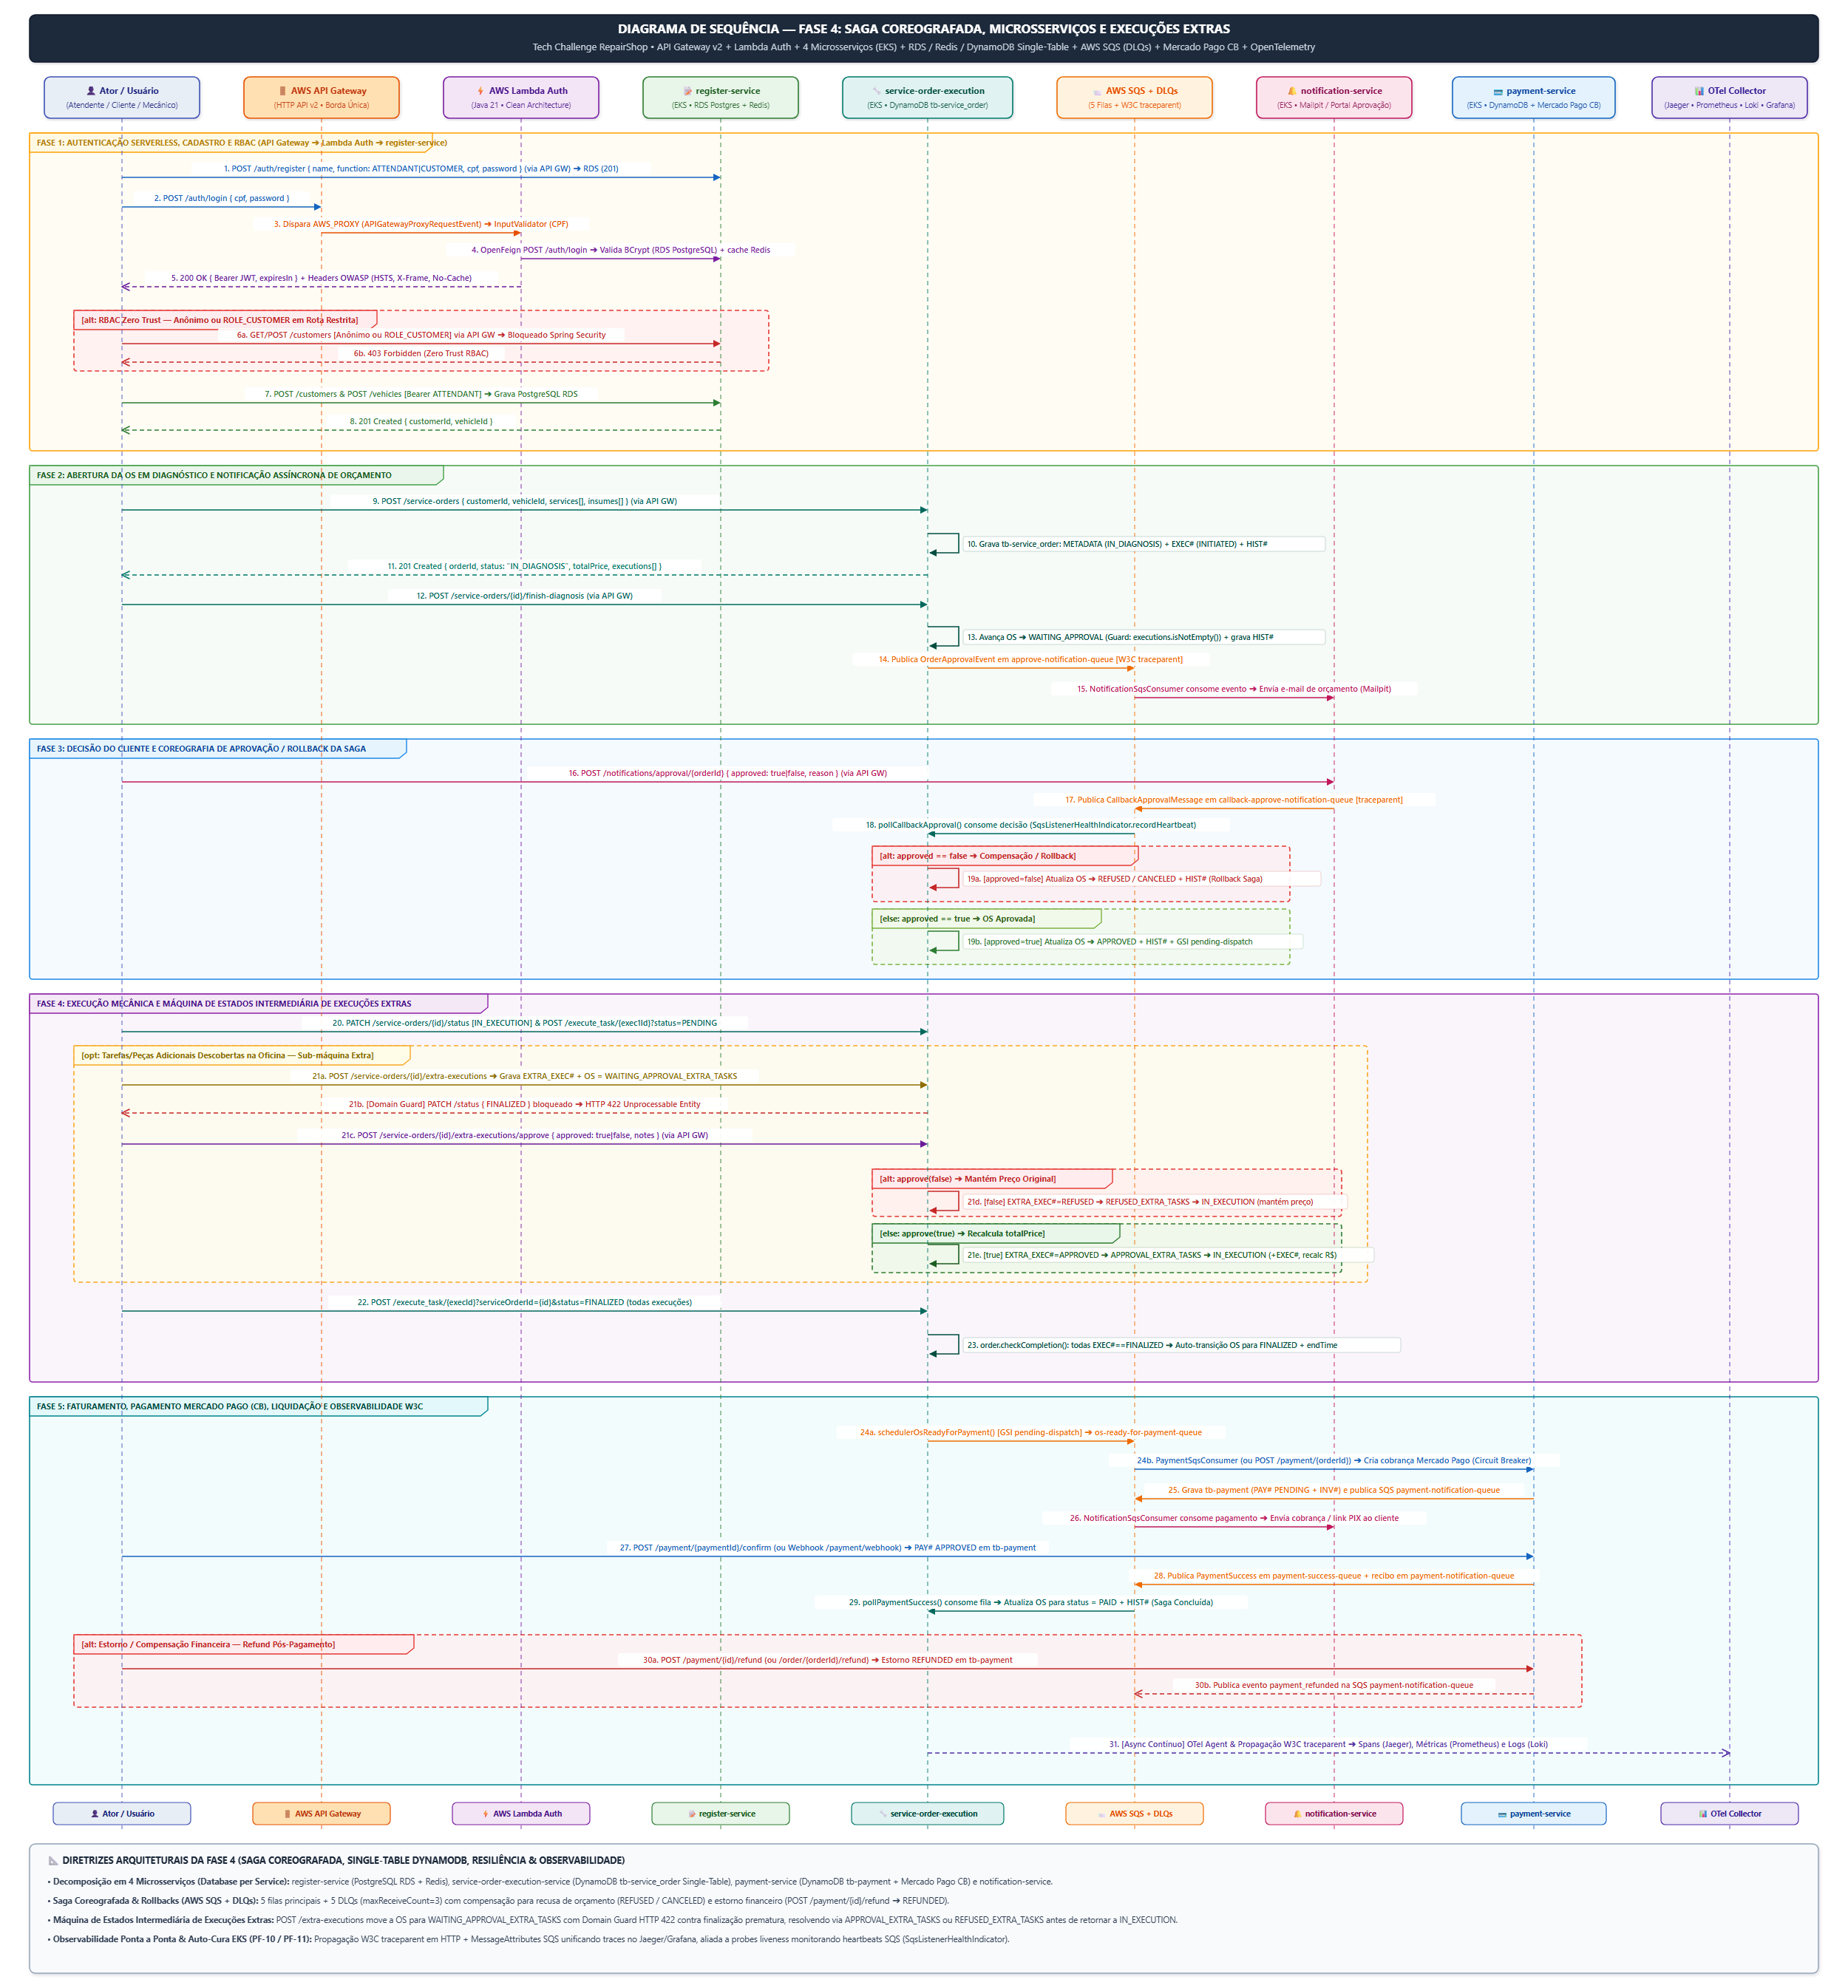 DIAGRAMA DE SEQUÊNCIA — FASE 4: SAGA COREOGRAFADA, MICROSSERVIÇOS E EXECUÇÕES EXTRAS
Tech Challenge RepairShop • API Gateway v2 + Lambda Auth + 4 Microsserviços (EKS) + RDS / Redis / DynamoDB Single-Table + AWS SQS (DLQs) + Mercado Pago CB + OpenTelemetry
Ator / Usuário
(Atendente / Cliente / Mecânico)
AWS API Gateway
(HTTP API v2 • Borda Única)
AWS Lambda Auth
(Java 21 • Clean Architecture)
register-service
(EKS • RDS Postgres + Redis)
service-order-execution
(EKS • DynamoDB tb-service_order)
AWS SQS + DLQs
(5 Filas + W3C traceparent)
notification-service
(EKS • Mailpit / Portal Aprovação)
payment-service
(EKS • DynamoDB + Mercado Pago CB)
OTel Collector
(Jaeger • Prometheus • Loki • Grafana)
FASE 1: AUTENTICAÇÃO SERVERLESS, CADASTRO E RBAC (API Gateway ➔ Lambda Auth ➔ register-service)
1. POST /auth/register { name, function: ATTENDANT|CUSTOMER, cpf, password } (via API GW) ➔ RDS (201)
2. POST /auth/login { cpf, password }
3. Dispara AWS_PROXY (APIGatewayProxyRequestEvent) ➔ InputValidator (CPF)
4. OpenFeign POST /auth/login ➔ Valida BCrypt (RDS PostgreSQL) + cache Redis
5. 200 OK { Bearer JWT, expiresIn } + Headers OWASP (HSTS, X-Frame, No-Cache)
[alt: RBAC Zero Trust — Anônimo ou ROLE_CUSTOMER em Rota Restrita]
6a. GET/POST /customers [Anônimo ou ROLE_CUSTOMER] via API GW ➔ Bloqueado Spring Security
6b. 403 Forbidden (Zero Trust RBAC)
7. POST /customers & POST /vehicles [Bearer ATTENDANT] ➔ Grava PostgreSQL RDS
8. 201 Created { customerId, vehicleId }
FASE 2: ABERTURA DA OS EM DIAGNÓSTICO E NOTIFICAÇÃO ASSÍNCRONA DE ORÇAMENTO
9. POST /service-orders { customerId, vehicleId, services[], insumes[] } (via API GW)
10. Grava tb-service_order: METADATA (IN_DIAGNOSIS) + EXEC# (INITIATED) + HIST#
11. 201 Created { orderId, status: "IN_DIAGNOSIS", totalPrice, executions[] }
12. POST /service-orders/{id}/finish-diagnosis (via API GW)
13. Avança OS ➔ WAITING_APPROVAL (Guard: executions.isNotEmpty()) + grava HIST#
14. Publica OrderApprovalEvent em approve-notification-queue [W3C traceparent]
15. NotificationSqsConsumer consome evento ➔ Envia e-mail de orçamento (Mailpit)
FASE 3: DECISÃO DO CLIENTE E COREOGRAFIA DE APROVAÇÃO / ROLLBACK DA SAGA
16. POST /notifications/approval/{orderId} { approved: true|false, reason } (via API GW)
17. Publica CallbackApprovalMessage em callback-approve-notification-queue [traceparent]
18. pollCallbackApproval() consome decisão (SqsListenerHealthIndicator.recordHeartbeat)
[alt: approved == false ➔ Compensação / Rollback]
19a. [approved=false] Atualiza OS ➔ REFUSED / CANCELED + HIST# (Rollback Saga)
[else: approved == true ➔ OS Aprovada]
19b. [approved=true] Atualiza OS ➔ APPROVED + HIST# + GSI pending-dispatch
FASE 4: EXECUÇÃO MECÂNICA E MÁQUINA DE ESTADOS INTERMEDIÁRIA DE EXECUÇÕES EXTRAS
20. PATCH /service-orders/{id}/status [IN_EXECUTION] & POST /execute_task/{exec1Id}?status=PENDING
[opt: Tarefas/Peças Adicionais Descobertas na Oficina — Sub-máquina Extra]
21a. POST /service-orders/{id}/extra-executions ➔ Grava EXTRA_EXEC# + OS = WAITING_APPROVAL_EXTRA_TASKS
21b. [Domain Guard] PATCH /status { FINALIZED } bloqueado ➔ HTTP 422 Unprocessable Entity
21c. POST /service-orders/{id}/extra-executions/approve { approved: true|false, notes } (via API GW)
[alt: approve(false) ➔ Mantém Preço Original]
21d. [false] EXTRA_EXEC#=REFUSED ➔ REFUSED_EXTRA_TASKS ➔ IN_EXECUTION (mantém preço)
[else: approve(true) ➔ Recalcula totalPrice]
21e. [true] EXTRA_EXEC#=APPROVED ➔ APPROVAL_EXTRA_TASKS ➔ IN_EXECUTION (+EXEC#, recalc R$)
22. POST /execute_task/{execId}?serviceOrderId={id}&status=FINALIZED (todas execuções)
23. order.checkCompletion(): todas EXEC#==FINALIZED ➔ Auto-transição OS para FINALIZED + endTime
FASE 5: FATURAMENTO, PAGAMENTO MERCADO PAGO (CB), LIQUIDAÇÃO E OBSERVABILIDADE W3C
24a. schedulerOsReadyForPayment() [GSI pending-dispatch] ➔ os-ready-for-payment-queue
24b. PaymentSqsConsumer (ou POST /payment/{orderId}) ➔ Cria cobrança Mercado Pago (Circuit Breaker)
25. Grava tb-payment (PAY# PENDING + INV#) e publica SQS payment-notification-queue
26. NotificationSqsConsumer consome pagamento ➔ Envia cobrança / link PIX ao cliente
27. POST /payment/{paymentId}/confirm (ou Webhook /payment/webhook) ➔ PAY# APPROVED em tb-payment
28. Publica PaymentSuccess em payment-success-queue + recibo em payment-notification-queue
29. pollPaymentSuccess() consome fila ➔ Atualiza OS para status = PAID + HIST# (Saga Concluída)
[alt: Estorno / Compensação Financeira — Refund Pós-Pagamento]
30a. POST /payment/{id}/refund (ou /order/{orderId}/refund) ➔ Estorno REFUNDED em tb-payment
30b. Publica evento payment_refunded na SQS payment-notification-queue
31. [Async Contínuo] OTel Agent & Propagação W3C traceparent ➔ Spans (Jaeger), Métricas (Prometheus) e Logs (Loki)
Ator / Usuário
AWS API Gateway
AWS Lambda Auth
register-service
service-order-execution
AWS SQS + DLQs
notification-service
payment-service
OTel Collector
DIRETRIZES ARQUITETURAIS DA FASE 4 (SAGA COREOGRAFADA, SINGLE-TABLE DYNAMODB, RESILIÊNCIA & OBSERVABILIDADE)
• Decomposição em 4 Microsserviços (Database per Service): register-service (PostgreSQL RDS + Redis), service-order-execution-service (DynamoDB tb-service_order Single-Table), payment-service (DynamoDB tb-payment + Mercado Pago CB) e notification-service.
• Saga Coreografada & Rollbacks (AWS SQS + DLQs): 5 filas principais + 5 DLQs (maxReceiveCount=3) com compensação para recusa de orçamento (REFUSED / CANCELED) e estorno financeiro (POST /payment/{id}/refund ➔ REFUNDED).
• Máquina de Estados Intermediária de Execuções Extras: POST /extra-executions move a OS para WAITING_APPROVAL_EXTRA_TASKS com Domain Guard HTTP 422 contra finalização prematura, resolvendo via APPROVAL_EXTRA_TASKS ou REFUSED_EXTRA_TASKS antes de retornar a IN_EXECUTION.
• Observabilidade Ponta a Ponta & Auto-Cura EKS (PF-10 / PF-11): Propagação W3C traceparent em HTTP + MessageAttributes SQS unificando traces no Jaeger/Grafana, aliada a probes liveness monitorando heartbeats SQS (SqsListenerHealthIndicator).